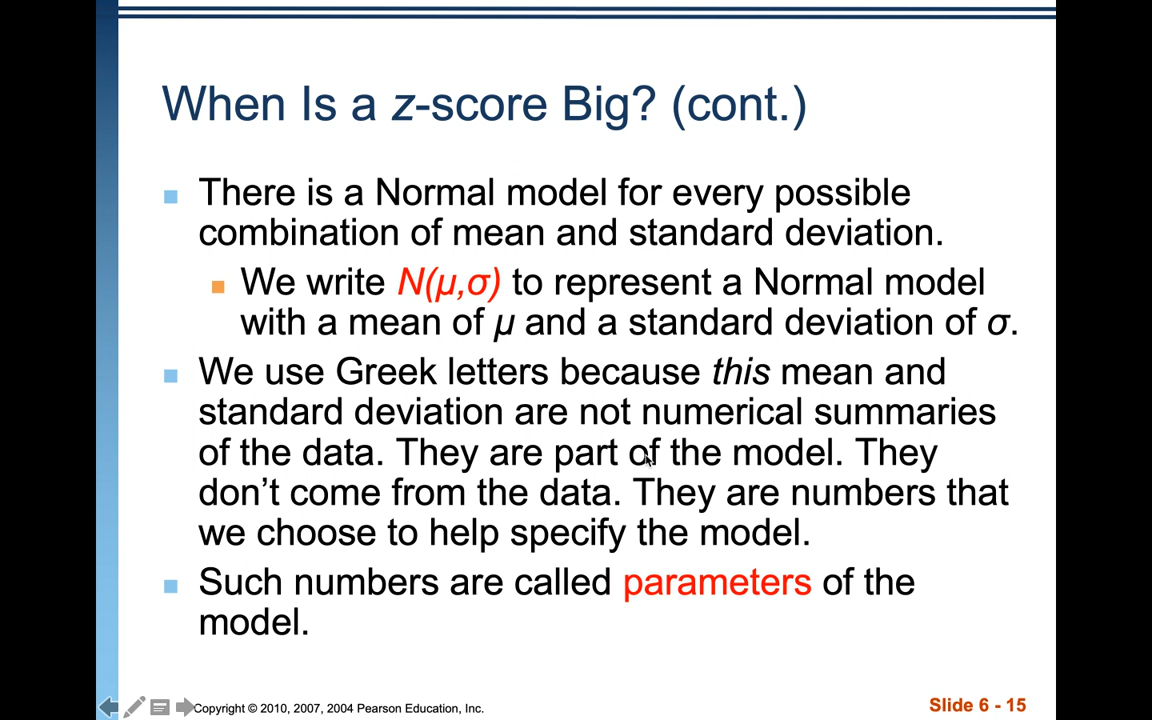 When Is a z-score Big? (cont.)
There is a Normal model for every possible
combination of mean and standard deviation.
We write N(μ,σ) to represent a Normal model
with a mean of μ and a standard deviation of σ.
We use Greek letters because this mean and
standard deviation are not numerical summaries
of the data. They are part of the model. They
don’t come from the data. They are numbers that
we choose to help specify the model.
Such numbers are called parameters of the
model.
Copyright © 2010, 2007, 2004 Pearson Education, Inc.
Slide 6 - 15